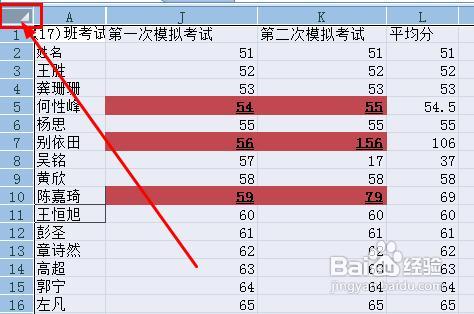 A J K L
1 (17)班考试 第一次模拟考试 第二次模拟考试 平均分
2 姓名 51 51 51
3 王胜 52 52 52
4 龚珊珊 53 53 53
5 何性峰 54 55 54.5
6 杨思 55 55 55
7 别依田 56 156 106
8 吴铭 57 17 37
9 黄欣 58 58 58
10 陈嘉琦 59 79 69
11 王恒旭 60 60 60
12 彭圣 61 61 61
13 章诗然 62 62 62
14 高超 63 63 63
15 郭宁 64 64 64
16 左凡 65 65 65
Baidu 经验
jingyan.baidu.com